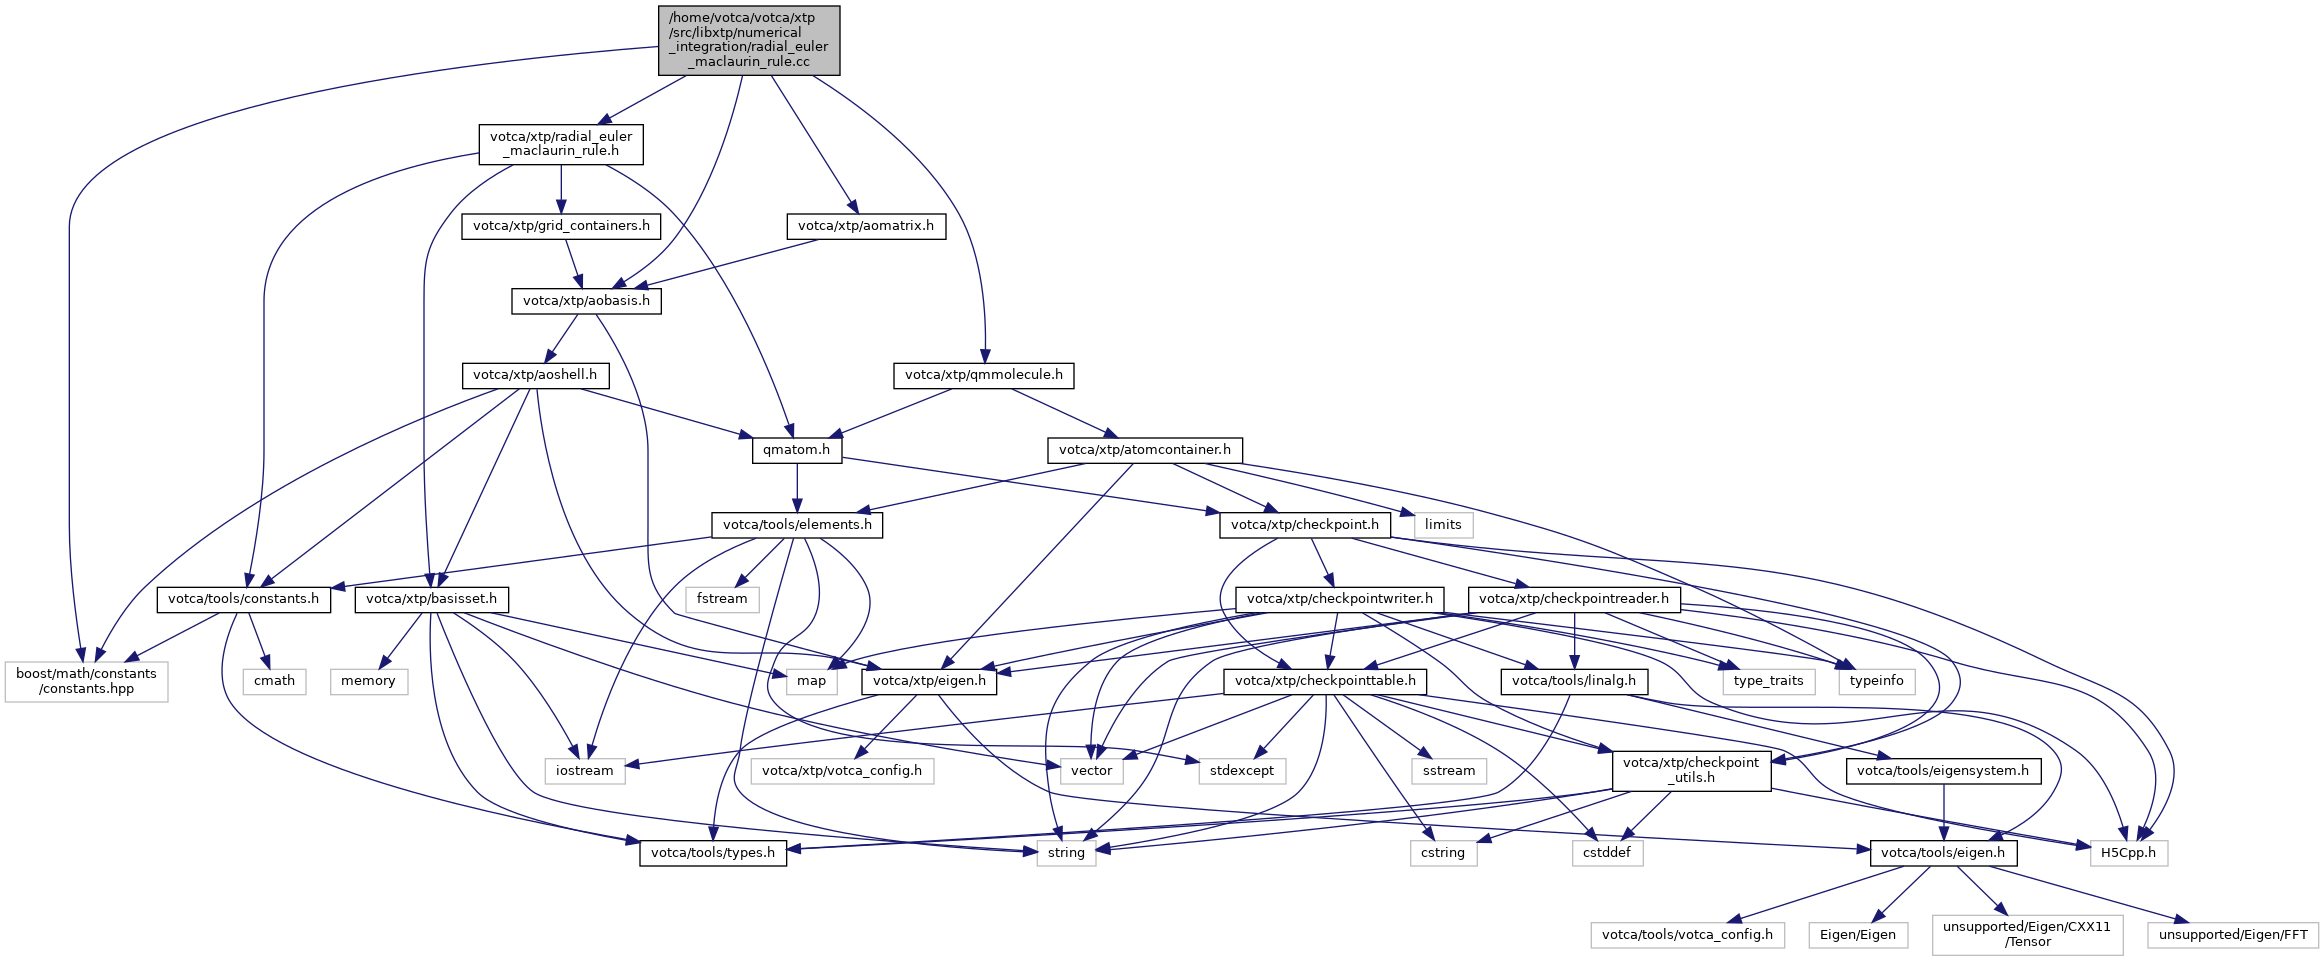 /home/votca/votca/xtp
/src/libxtp/numerical
_integration/radial_euler
_maclaurin_rule.cc
votca/xtp/radial_euler
_maclaurin_rule.h
votca/xtp/grid_containers.h
votca/xtp/aomatrix.h
votca/xtp/aobasis.h
votca/xtp/aoshell.h
votca/xtp/qmmolecule.h
qmatom.h
votca/xtp/atomcontainer.h
votca/tools/elements.h
votca/xtp/checkpoint.h
limits
votca/tools/constants.h
votca/xtp/basisset.h
fstream
votca/xtp/checkpointwriter.h
votca/xtp/checkpointreader.h
boost/math/constants
/constants.hpp
cmath
memory
map
votca/xtp/eigen.h
votca/xtp/checkpointtable.h
votca/tools/linalg.h
type_traits
typeinfo
iostream
votca/xtp/votca_config.h
vector
stdexcept
sstream
votca/xtp/checkpoint
_utils.h
votca/tools/eigensystem.h
votca/tools/types.h
string
cstring
cstddef
votca/tools/eigen.h
H5Cpp.h
votca/tools/votca_config.h
Eigen/Eigen
unsupported/Eigen/CXX11
/Tensor
unsupported/Eigen/FFT